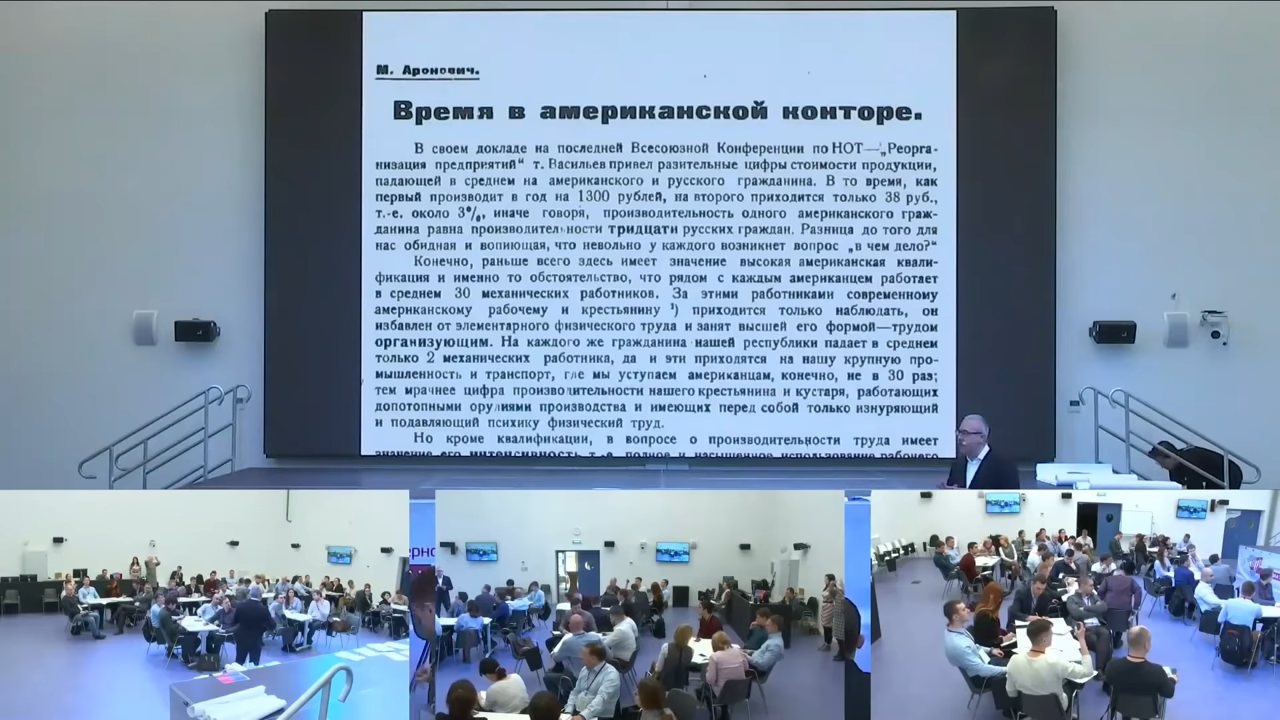 М. Аронович.
Время в американской конторе.
В своем докладе на последней Всесоюзной Конференции по НОТ—„Реорга-
низация предприятий“ т. Васильев привел разительные цифры стоимости продукции,
падающей в среднем на американского и русского гражданина. В то время, как
первый производит в год на 1300 рублей, на второго приходится только 38 руб.,
т.-е. около 3%, иначе говоря, производительность одного американского граж-
данина равна производительности тридцати русских граждан. Разница до того для
нас обидная и вопиющая, что невольно у каждого возникнет вопрос „в чем дело?“
Конечно, раньше всего здесь имеет значение высокая американская квали-
фикация и именно то обстоятельство, что рядом с каждым американцем работает
в среднем 30 механических работников. За этими работниками современному
американскому рабочему и крестьянину ¹) приходится только наблюдать, он
избавлен от элементарного физического труда и занят высшей его формой—трудом
организующим. На каждого же гражданина нашей республики падает в среднем
только 2 механических работника, да и эти приходятся на нашу крупную про-
мышленность и транспорт, где мы уступаем американцам, конечно, не в 30 раз;
тем мрачнее цифра производительности нашего крестьянина и кустаря, работающих
допотопными орудиями производства и имеющих перед собой только изнуряющий
и подавляющий психику физический труд.
Но кроме квалификации, в вопросе о производительности труда имеет
значение его интенсивность т.-е. полное и насыщенное использование рабочего